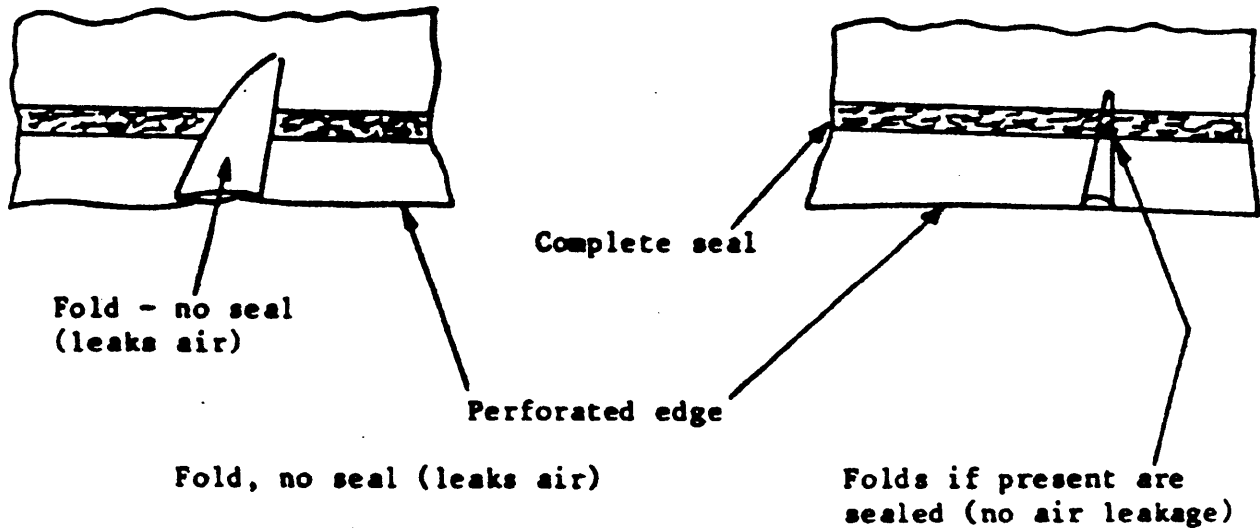 Complete seal
Fold - no seal
(leaks air)
Perforated edge
Fold, no seal (leaks air)
Folds if present are
sealed (no air leakage)